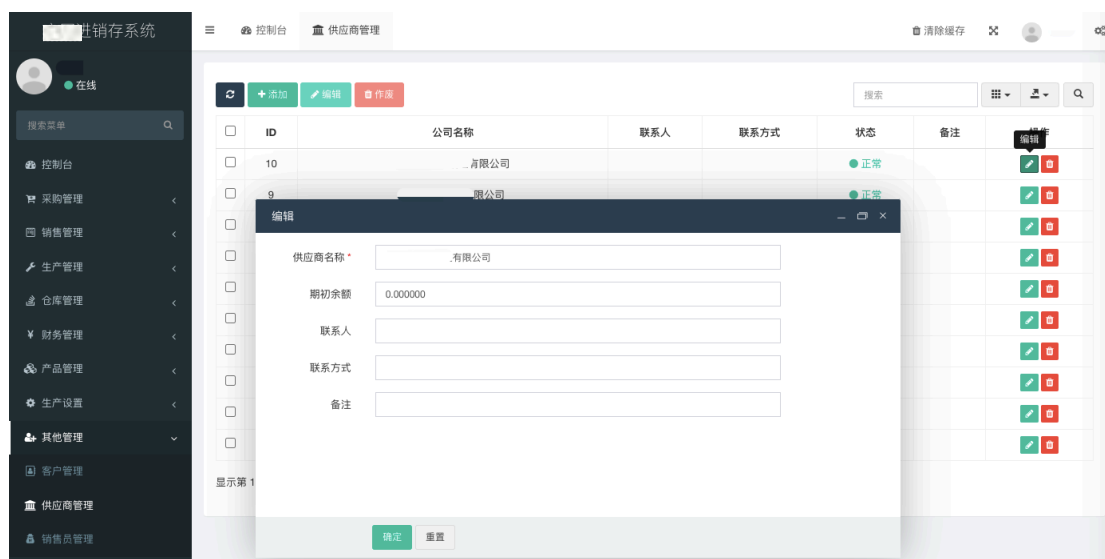 进销存系统
控制台
供应商管理
清除缓存
在线
添加
编辑
作废
搜索
搜索菜单
ID
公司名称
联系人
联系方式
状态
备注
编辑
控制台
10
有限公司
正常
采购管理
9
限公司
正常
销售管理
编辑
生产管理
供应商名称*
有限公司
仓库管理
期初余额
0.000000
财务管理
联系人
产品管理
联系方式
生产设置
备注
其他管理
客户管理
显示第 1
供应商管理
销售员管理
确定
重置